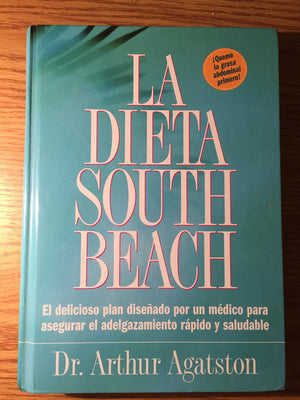 ¡Queme
la grasa
abdominal
primero!
LA
DIETA
SOUTH
BEACH
El delicioso plan diseñado por un médico para
asegurar el adelgazamiento rápido y saludable
Dr. Arthur Agatston